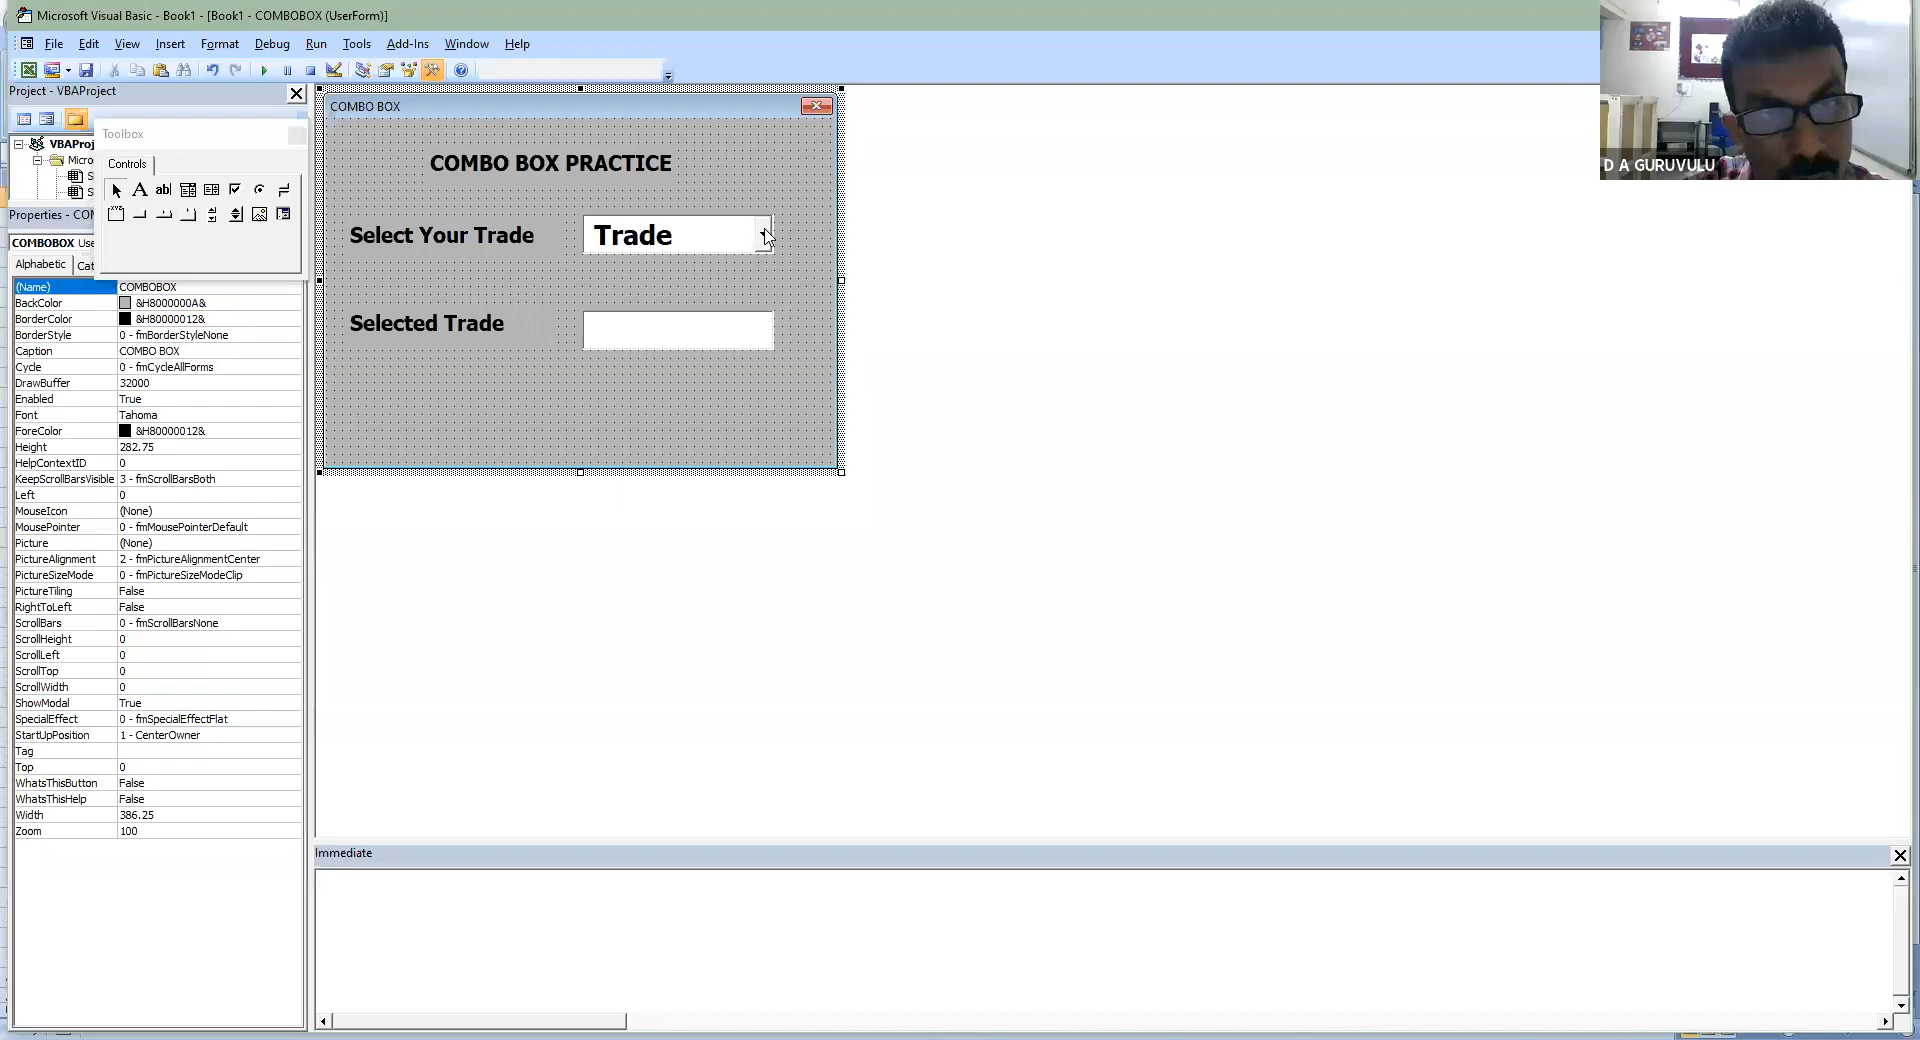 Microsoft Visual Basic - Book1 - [Book1 - COMBOBOX (UserForm)]
File Edit View Insert Format Debug Run Tools Add-Ins Window Help
Project - VBAProject
Toolbox
VBAProj
Controls
Micro
S
S
Properties - CON
COMBOBOX Use
Alphabetic Cat
(Name) COMBOBOX
BackColor &H8000000A&
BorderColor &H80000012&
BorderStyle 0 - fmBorderStyleNone
Caption COMBO BOX
Cycle 0 - fmCycleAllForms
DrawBuffer 32000
Enabled True
Font Tahoma
ForeColor &H80000012&
Height 282.75
HelpContextID 0
KeepScrollBarsVisible 3 - fmScrollBarsBoth
Left 0
MouseIcon (None)
MousePointer 0 - fmMousePointerDefault
Picture (None)
PictureAlignment 2 - fmPictureAlignmentCenter
PictureSizeMode 0 - fmPictureSizeModeClip
PictureTiling False
RightToLeft False
ScrollBars 0 - fmScrollBarsNone
ScrollHeight 0
ScrollLeft 0
ScrollTop 0
ScrollWidth 0
ShowModal True
SpecialEffect 0 - fmSpecialEffectFlat
StartUpPosition 1 - CenterOwner
Tag
Top 0
WhatsThisButton False
WhatsThisHelp False
Width 386.25
Zoom 100
COMBO BOX
COMBO BOX PRACTICE
Select Your Trade Trade
Selected Trade
Immediate
D A GURUVULU